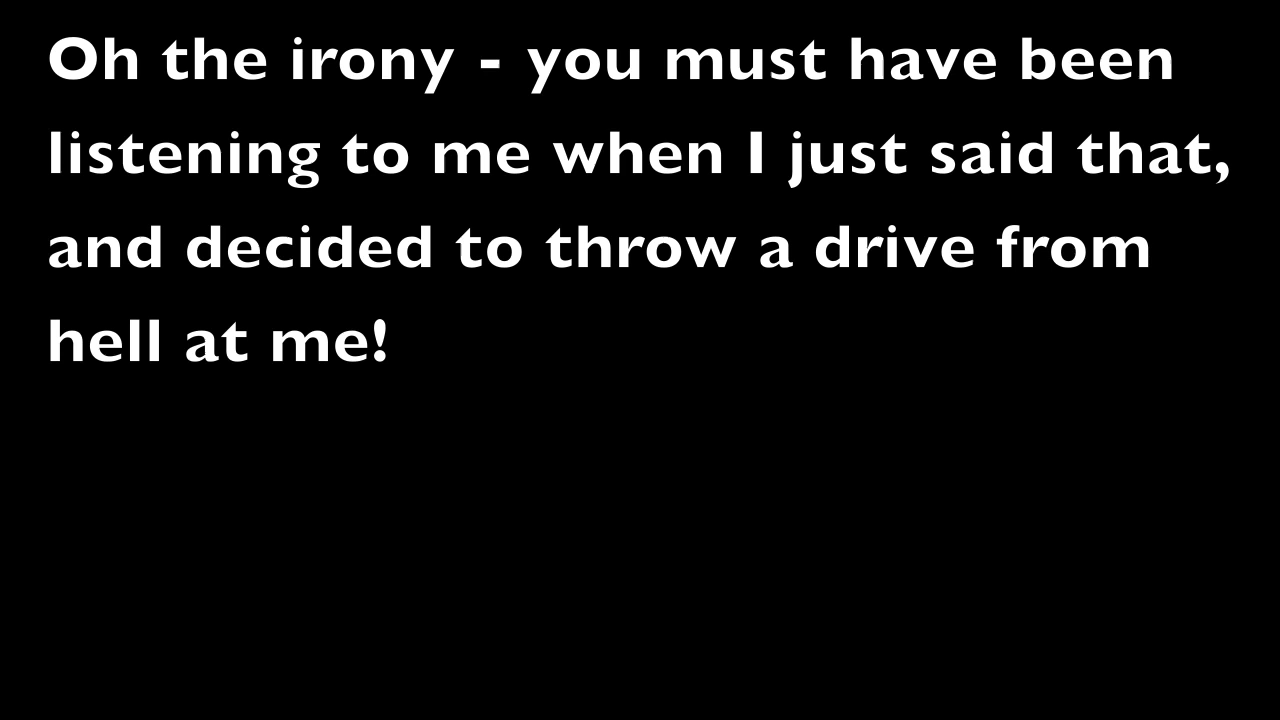 Oh the irony - you must have been
listening to me when I just said that,
and decided to throw a drive from
hell at me!